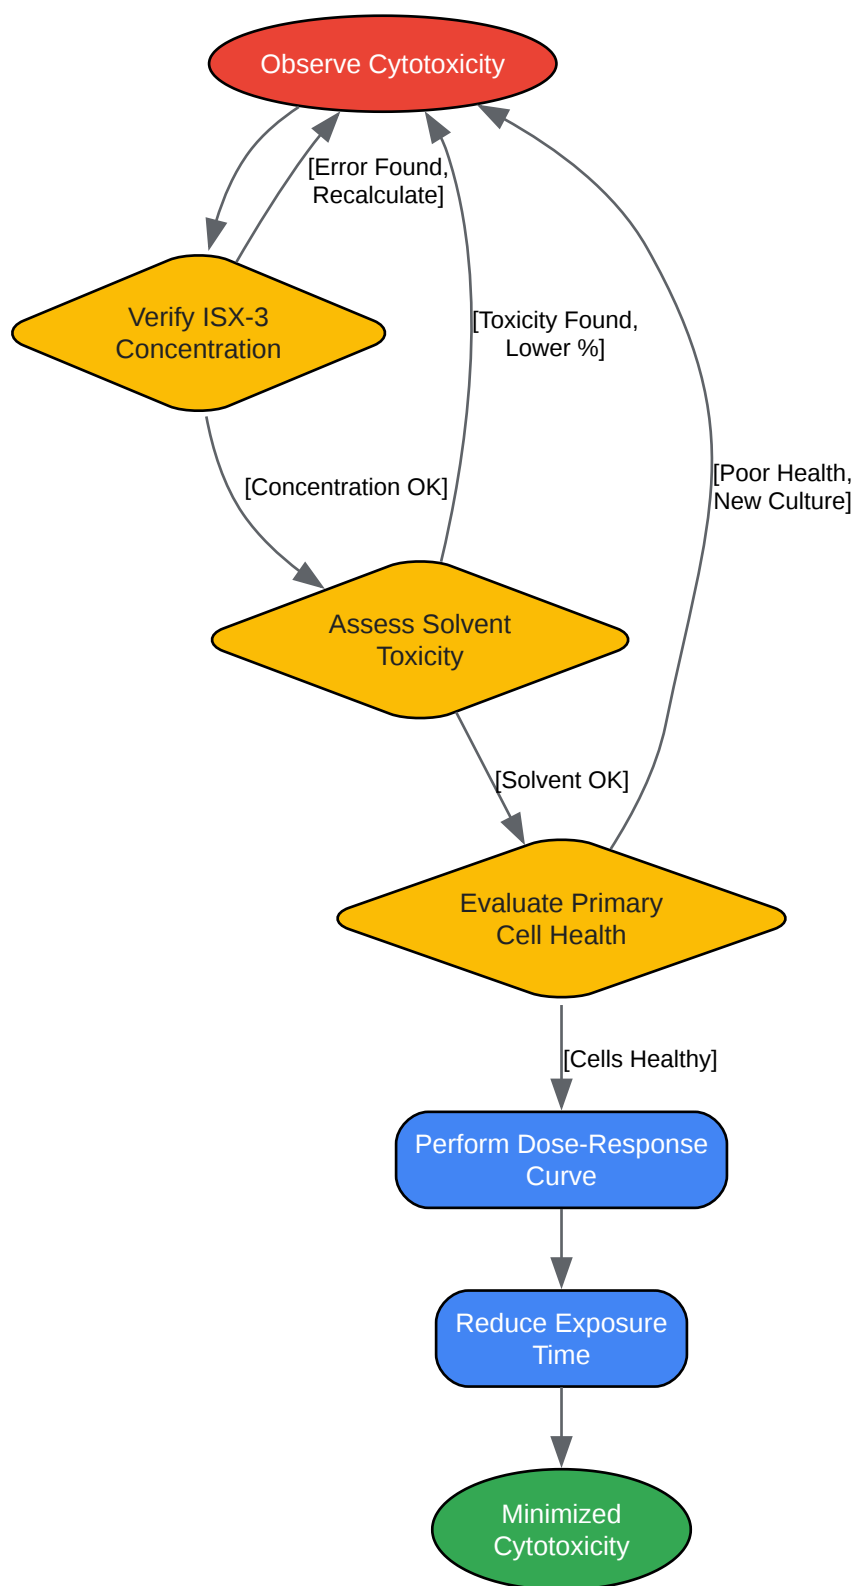 Observe Cytotoxicity
[Error Found,
Recalculate]
Verify ISX-3
Concentration
[Toxicity Found,
Lower %]
[Concentration OK]
[Poor Health,
New Culture]
Assess Solvent
Toxicity
[Solvent OK]
Evaluate Primary
Cell Health
[Cells Healthy]
Perform Dose-Response
Curve
Reduce Exposure
Time
Minimized
Cytotoxicity